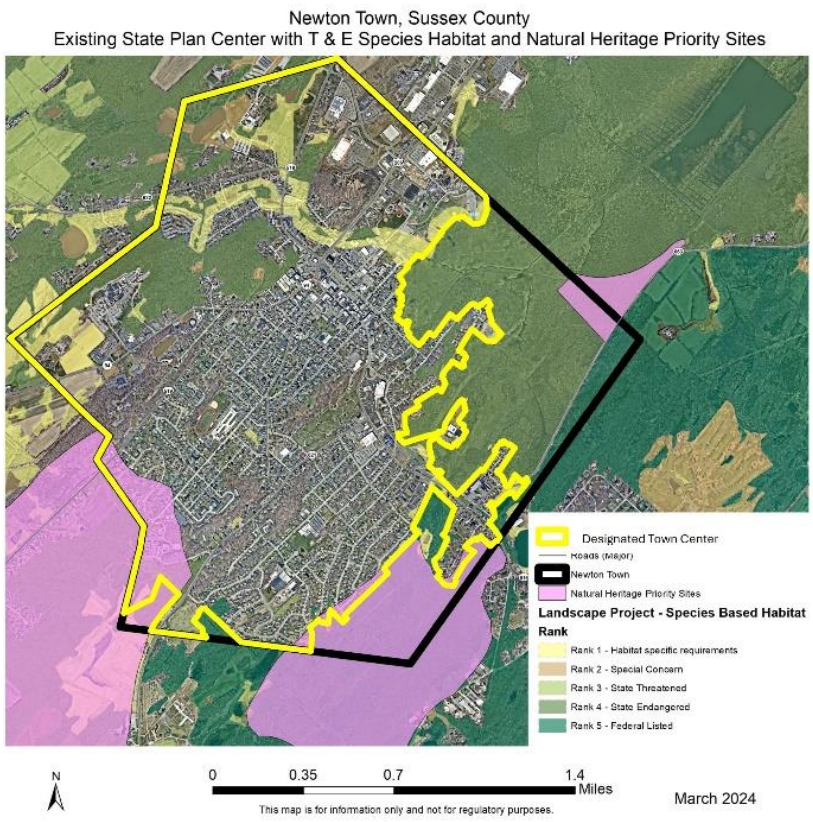 Newton Town, Sussex County
Existing State Plan Center with T & E Species Habitat and Natural Heritage Priority Sites
Designated Town Center
Roads (Major)
Newton Town
Natural Heritage Priority Sites
Landscape Project - Species Based Habitat
Rank
Rank 1 - Habitat specific requirements
Rank 2 - Special Concern
Rank 3 - State Threatened
Rank 4 - State Endangered
Rank 5 - Federal Listed
N
0 0.35 0.7 1.4
Miles
This map is for information only and not for regulatory purposes.
March 2024